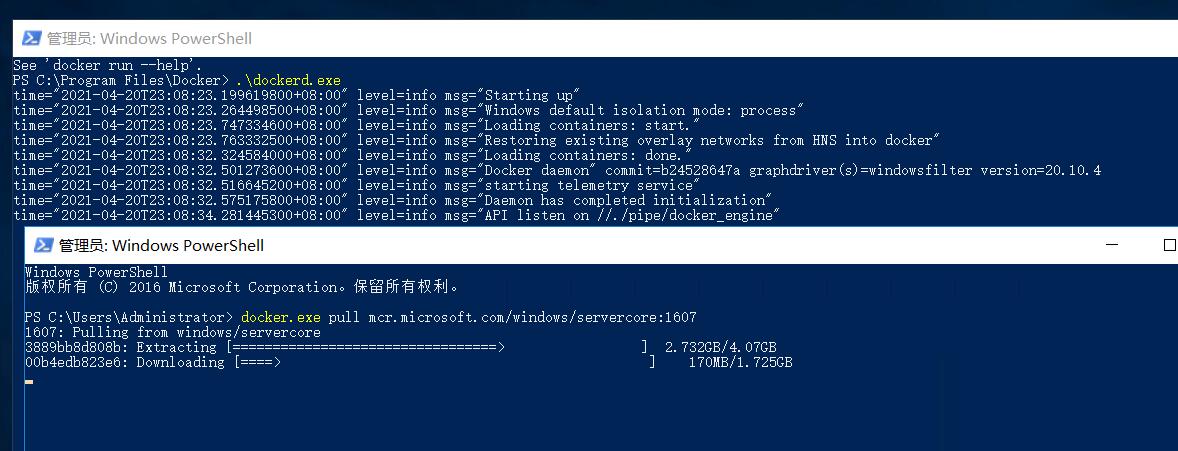 管理员: Windows PowerShell
See 'docker run --help'.
PS C:\Program Files\Docker> .\dockerd.exe
time="2021-04-20T23:08:23.199619800+08:00" level=info msg="Starting up"
time="2021-04-20T23:08:23.264498500+08:00" level=info msg="Windows default isolation mode: process"
time="2021-04-20T23:08:23.747334600+08:00" level=info msg="Loading containers: start."
time="2021-04-20T23:08:23.763332500+08:00" level=info msg="Restoring existing overlay networks from HNS into docker"
time="2021-04-20T23:08:32.324584000+08:00" level=info msg="Loading containers: done."
time="2021-04-20T23:08:32.501273600+08:00" level=info msg="Docker daemon" commit=b24528647a graphdriver(s)=windowsfilter version=20.10.4
time="2021-04-20T23:08:32.516645200+08:00" level=info msg="starting telemetry service"
time="2021-04-20T23:08:32.575175800+08:00" level=info msg="Daemon has completed initialization"
time="2021-04-20T23:08:34.281445300+08:00" level=info msg="API listen on //./pipe/docker_engine"
管理员: Windows PowerShell
Windows PowerShell
版权所有 (C) 2016 Microsoft Corporation。保留所有权利。
PS C:\Users\Administrator> docker.exe pull mcr.microsoft.com/windows/servercore:1607
1607: Pulling from windows/servercore
3889bb8d808b: Extracting [=================================>                 ]  2.732GB/4.07GB
00b4edb823e6: Downloading [====>                                              ]    170MB/1.725GB